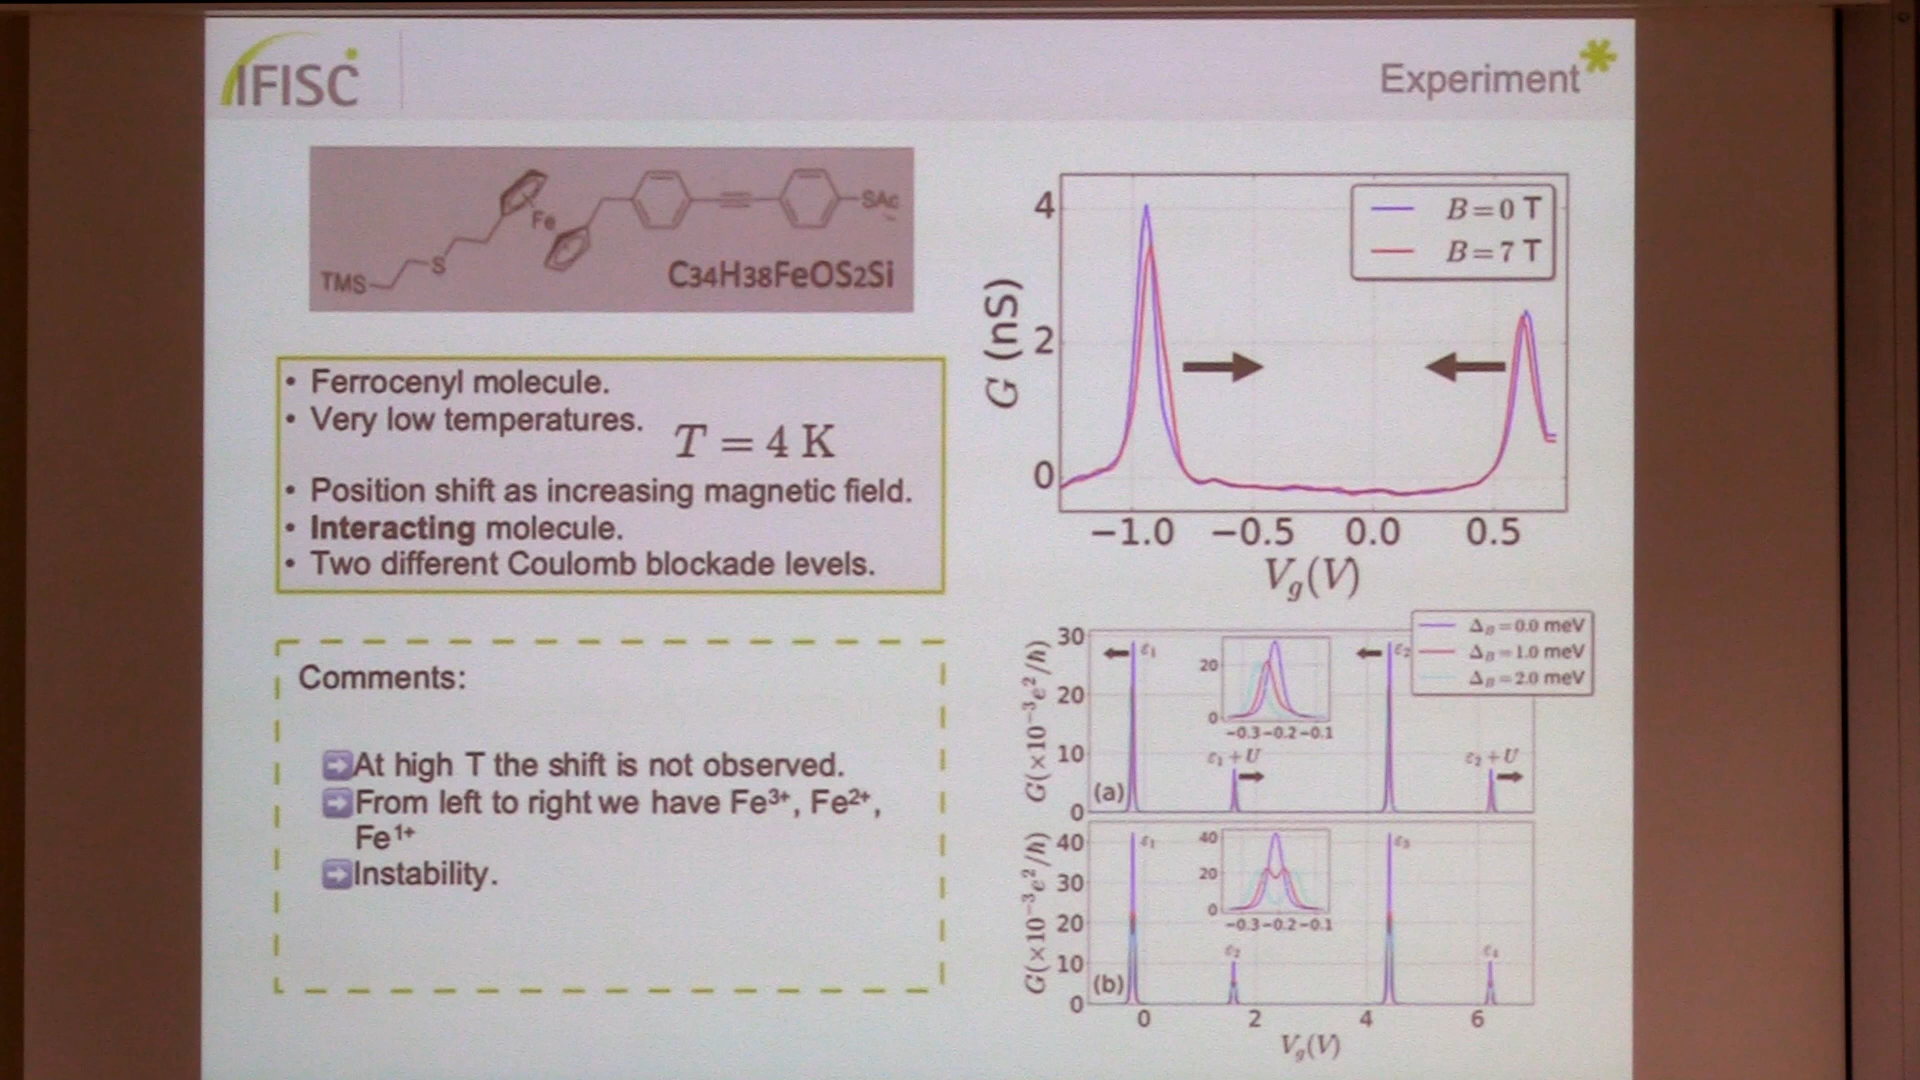 IFISC
Experiment
TMS
S
Fe
SAc
C34H38FeOS2Si
• Ferrocenyl molecule.
• Very low temperatures.
T = 4 K
• Position shift as increasing magnetic field.
• Interacting molecule.
• Two different Coulomb blockade levels.
Comments:
At high T the shift is not observed.
From left to right we have Fe³⁺, Fe²⁺,
Fe¹⁺
Instability.
B=0 T
B=7 T
G (nS)
4
2
0
−1.0 −0.5 0.0 0.5
Vg(V)
Δ_B=0.0 meV
Δ_B=1.0 meV
Δ_B=2.0 meV
G(×10⁻³e²/h)
30
20
10
0
ε₁
ε₂
20
0
−0.3 −0.2 −0.1
ε₁+U
ε₂+U
(a)
G(×10⁻³e²/h)
40
30
20
10
0
ε₁
ε₃
40
20
0
−0.3 −0.2 −0.1
ε₂
ε₄
(b)
0 2 4 6
Vg(V)